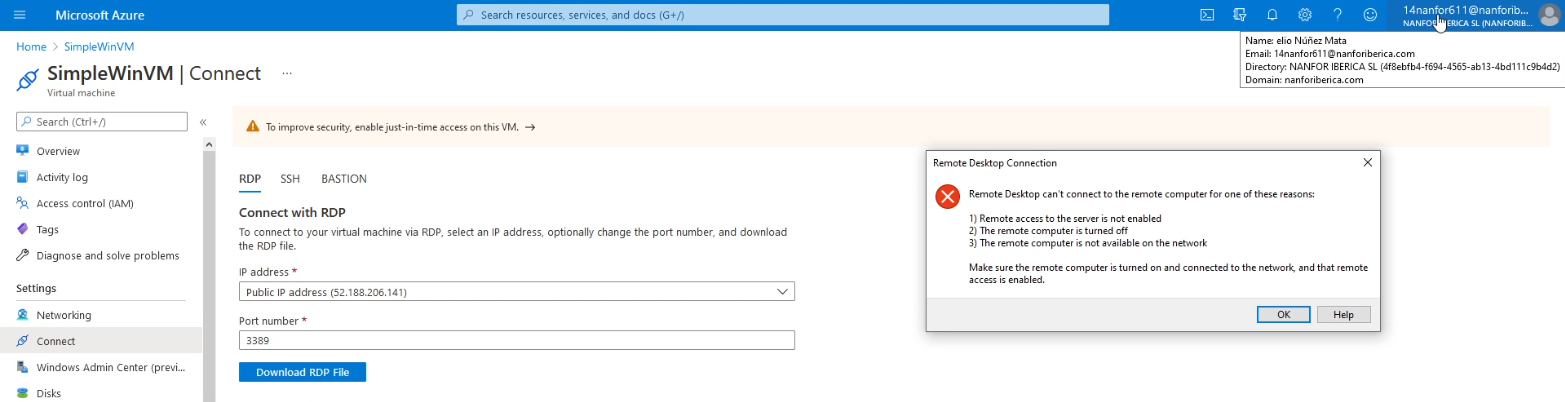 Microsoft Azure
Search resources, services, and docs (G+/)
14nanfor611@nanforib...
NANFOR IBERICA SL (NANFORIB...
Name: elio Núñez Mata
Email: 14nanfor611@nanforiberica.com
Directory: NANFOR IBERICA SL (4f8ebfb4-f694-4565-ab13-4bd111c9b4d2)
Domain: nanforiberica.com
Home > SimpleWinVM
SimpleWinVM | Connect ...
Virtual machine
Search (Ctrl+/)
Overview
Activity log
Access control (IAM)
Tags
Diagnose and solve problems
Settings
Networking
Connect
Windows Admin Center (previ...
Disks
To improve security, enable just-in-time access on this VM. →
RDP SSH BASTION
Connect with RDP
To connect to your virtual machine via RDP, select an IP address, optionally change the port number, and download
the RDP file.
IP address *
Public IP address (52.188.206.141)
Port number *
3389
Download RDP File
Remote Desktop Connection
Remote Desktop can't connect to the remote computer for one of these reasons:
1) Remote access to the server is not enabled
2) The remote computer is turned off
3) The remote computer is not available on the network
Make sure the remote computer is turned on and connected to the network, and that remote
access is enabled.
OK Help